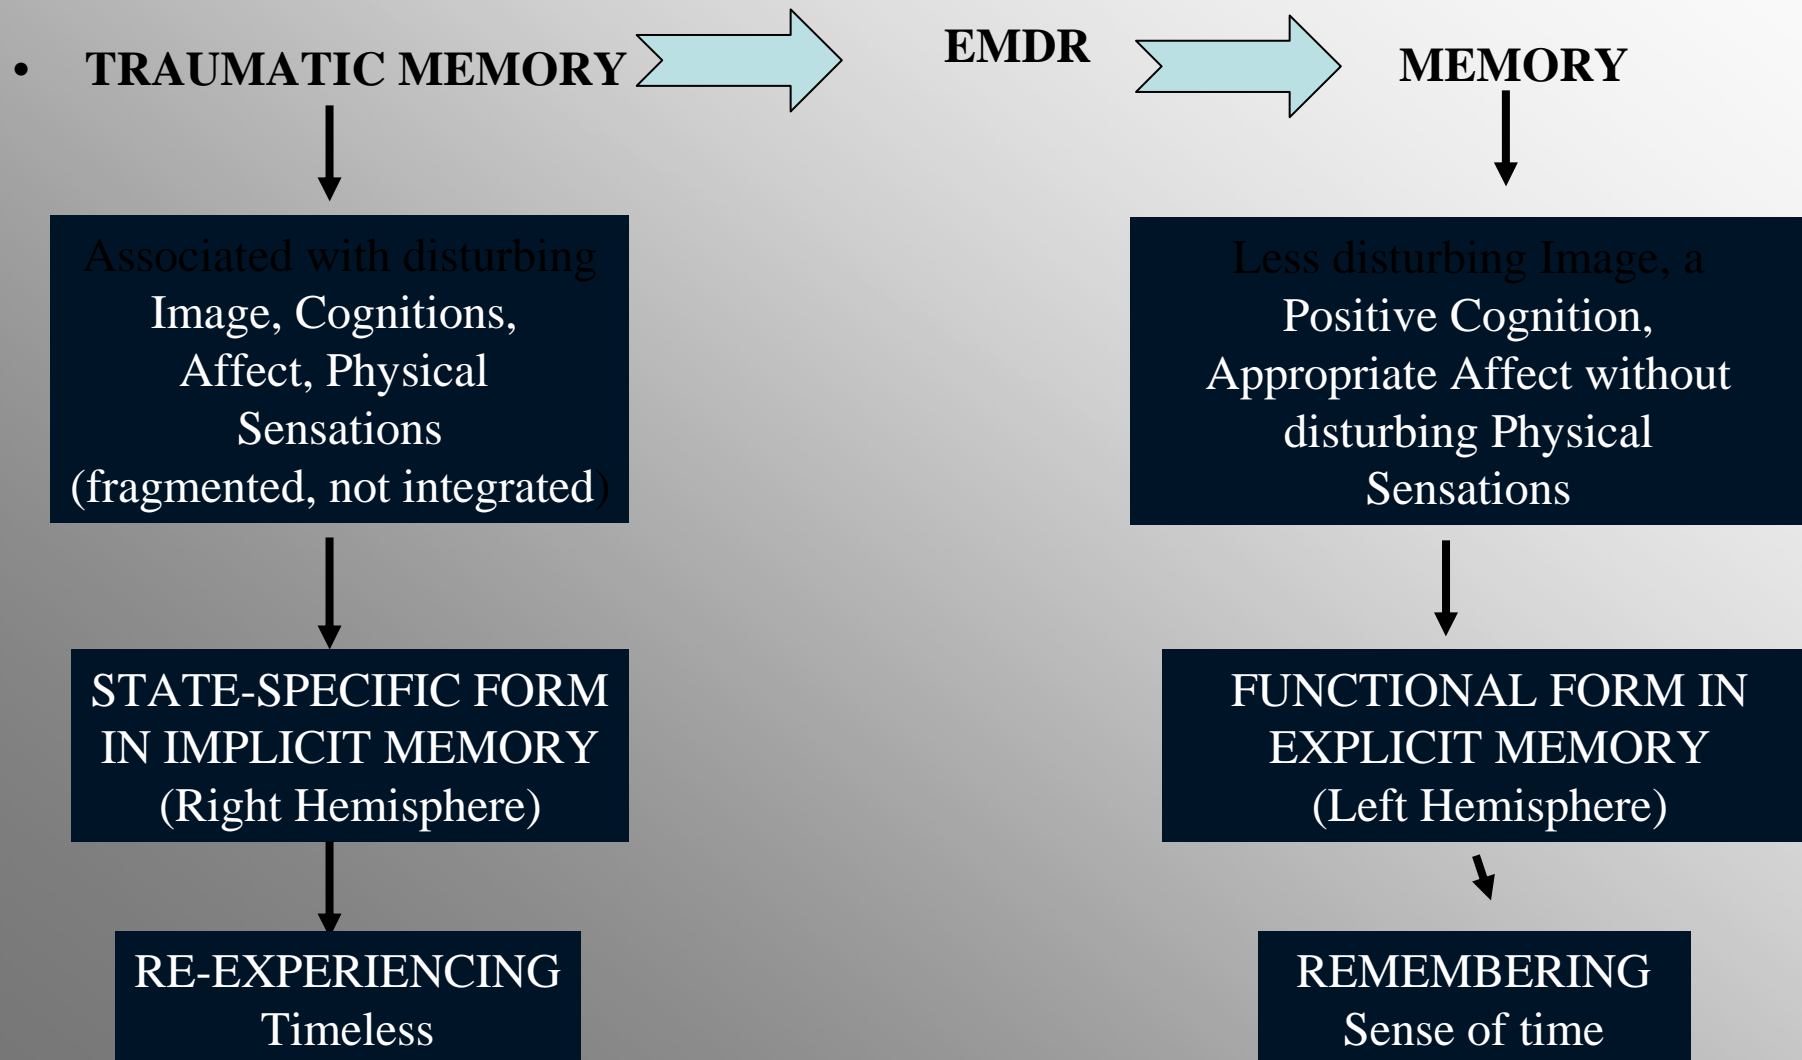 • TRAUMATIC MEMORY
EMDR
MEMORY
Associated with disturbing
Image, Cognitions,
Affect, Physical
Sensations
(fragmented, not integrated)
STATE-SPECIFIC FORM
IN IMPLICIT MEMORY
(Right Hemisphere)
RE-EXPERIENCING
Timeless
Less disturbing Image, a
Positive Cognition,
Appropriate Affect without
disturbing Physical
Sensations
FUNCTIONAL FORM IN
EXPLICIT MEMORY
(Left Hemisphere)
REMEMBERING
Sense of time